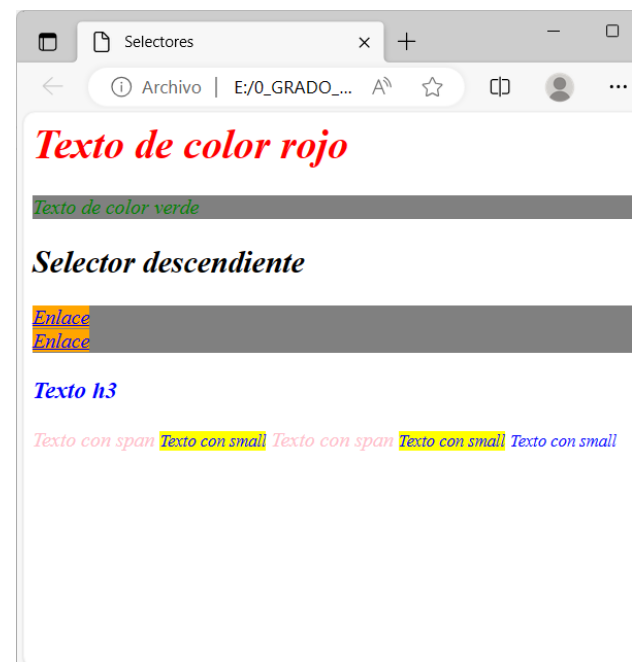 Selectores
Archivo | E:/0_GRADO_...
Texto de color rojo
Texto de color verde
Selector descendiente
Enlace
Enlace
Texto h3
Texto con span Texto con small Texto con span Texto con small Texto con small